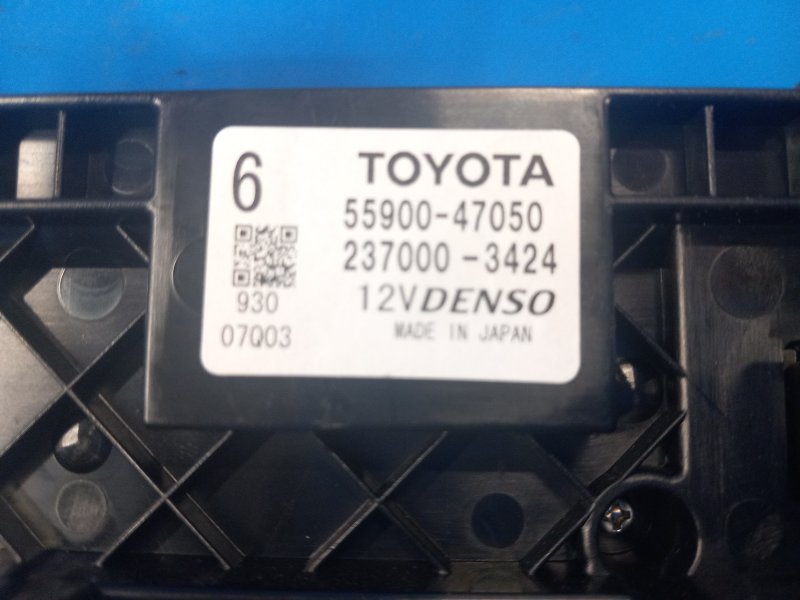 6
TOYOTA
55900-47050
237000-3424
930
12V DENSO
07Q03
MADE IN JAPAN